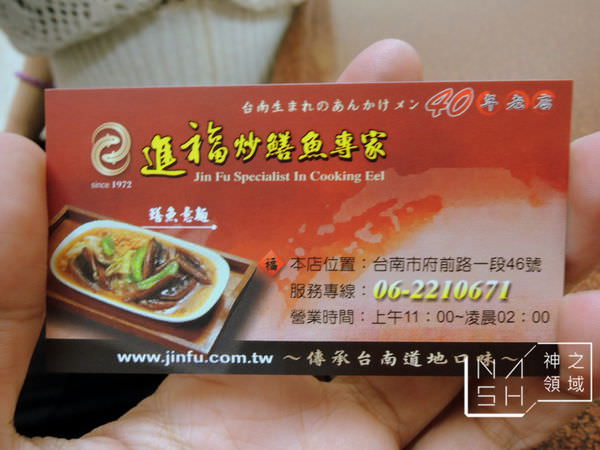 台南生まれのあんかけメン 40年老店
進福炒鱔魚專家
Jin Fu Specialist In Cooking Eel
since 1972
鱔魚意麵
福 本店位置：台南市府前路一段46號
服務專線：06-2210671
營業時間：上午11：00~凌晨02：00
www.jinfu.com.tw ～傳承台南道地口味～
NASH 神之領域